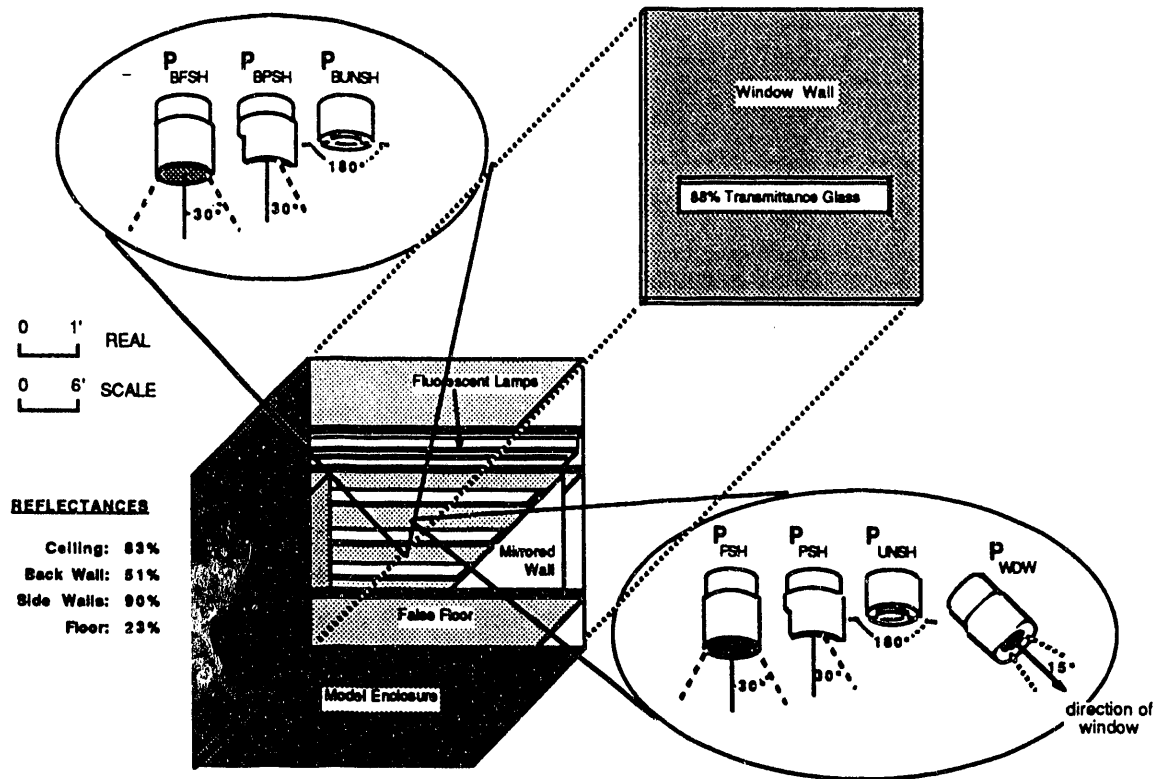 P BFSH P BPSH P BUNSH
180°
30° 30°
Window Wall
88% Transmittance Glass
0 1' REAL
0 6' SCALE
Fluorescent Lamps
REFLECTANCES
Ceiling: 83%
Back Wall: 51%
Side Walls: 90%
Floor: 23%
Mirrored
Wall
False Floor
Model Enclosure
P FSH P PSH P UNSH P WDW
180°
30° 30° 15°
direction of
window